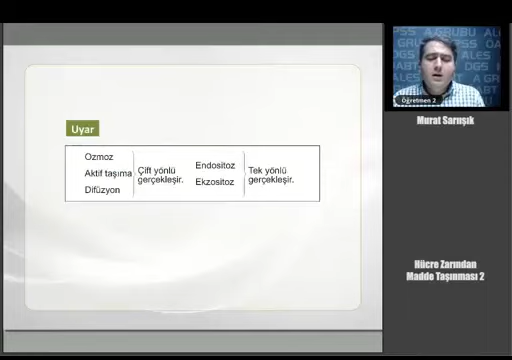 Uyar
Ozmoz
Aktif taşıma
Difüzyon
Çift yönlü
gerçekleşir.
Endositoz
Ekzositoz
Tek yönlü
gerçekleşir.
Öğretmen 2
Murat Sarışık
Hücre Zarından
Madde Taşınması 2